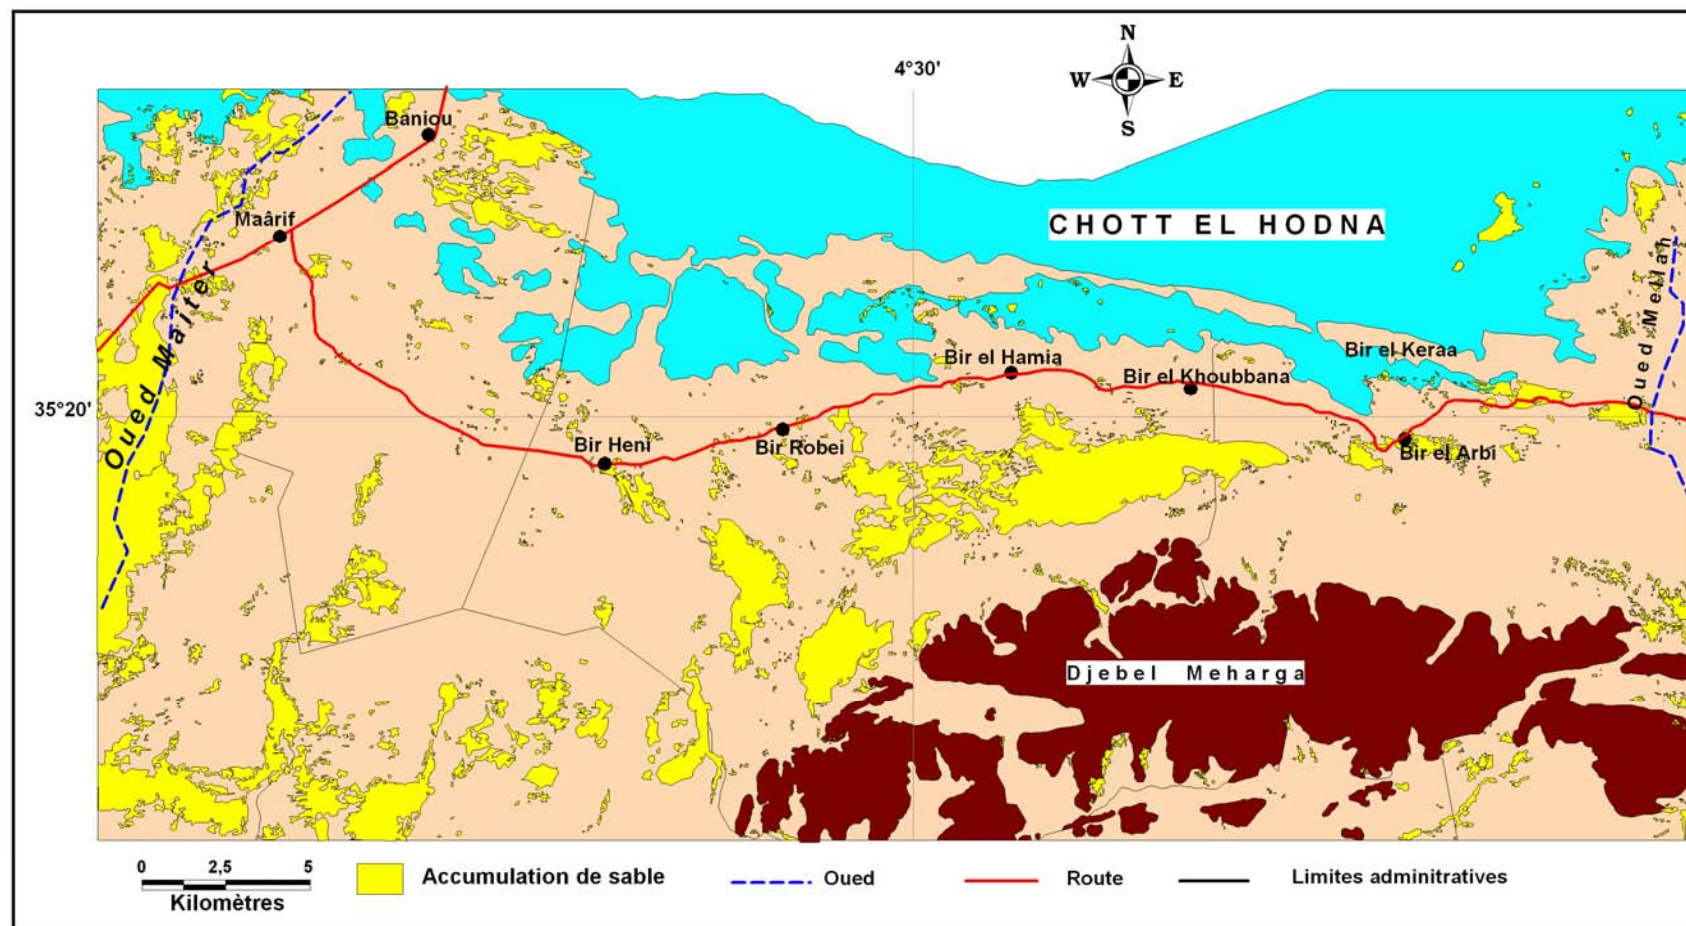 N
4°30'
W E
S
Baniou
CHOTT EL HODNA
Maârif
Oued Maiter
Oued Mellah
Bir el Keraa
Bir el Hamia
Bir el Khoubbana
35°20'
Bir Heni
Bir Robei
Bir el Arbi
Djebel Meharga
0 2,5 5
Kilomètres
Accumulation de sable
Oued
Route
Limites adminitratives